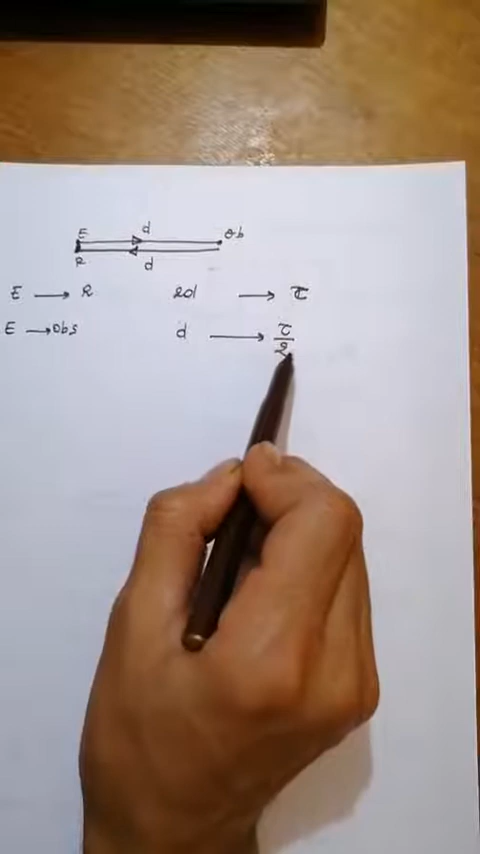 E d Ob
R d
E → R 2d → τ
E → Obs d → τ/2